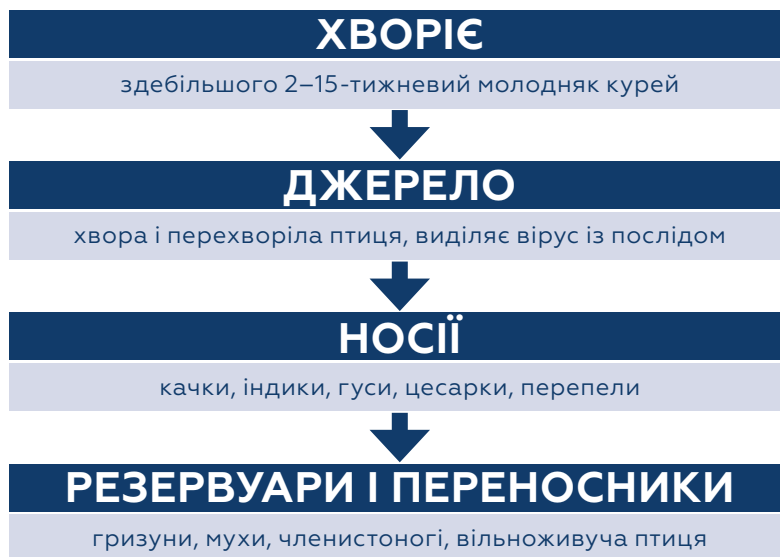 ХВОРІЄ
здебільшого 2–15-тижневий молодняк курей
ДЖЕРЕЛО
хвора і перехворіла птиця, виділяє вірус із послідом
НОСІЇ
качки, індики, гуси, цесарки, перепели
РЕЗЕРВУАРИ І ПЕРЕНОСНИКИ
гризуни, мухи, членистоногі, вільноживуча птиця